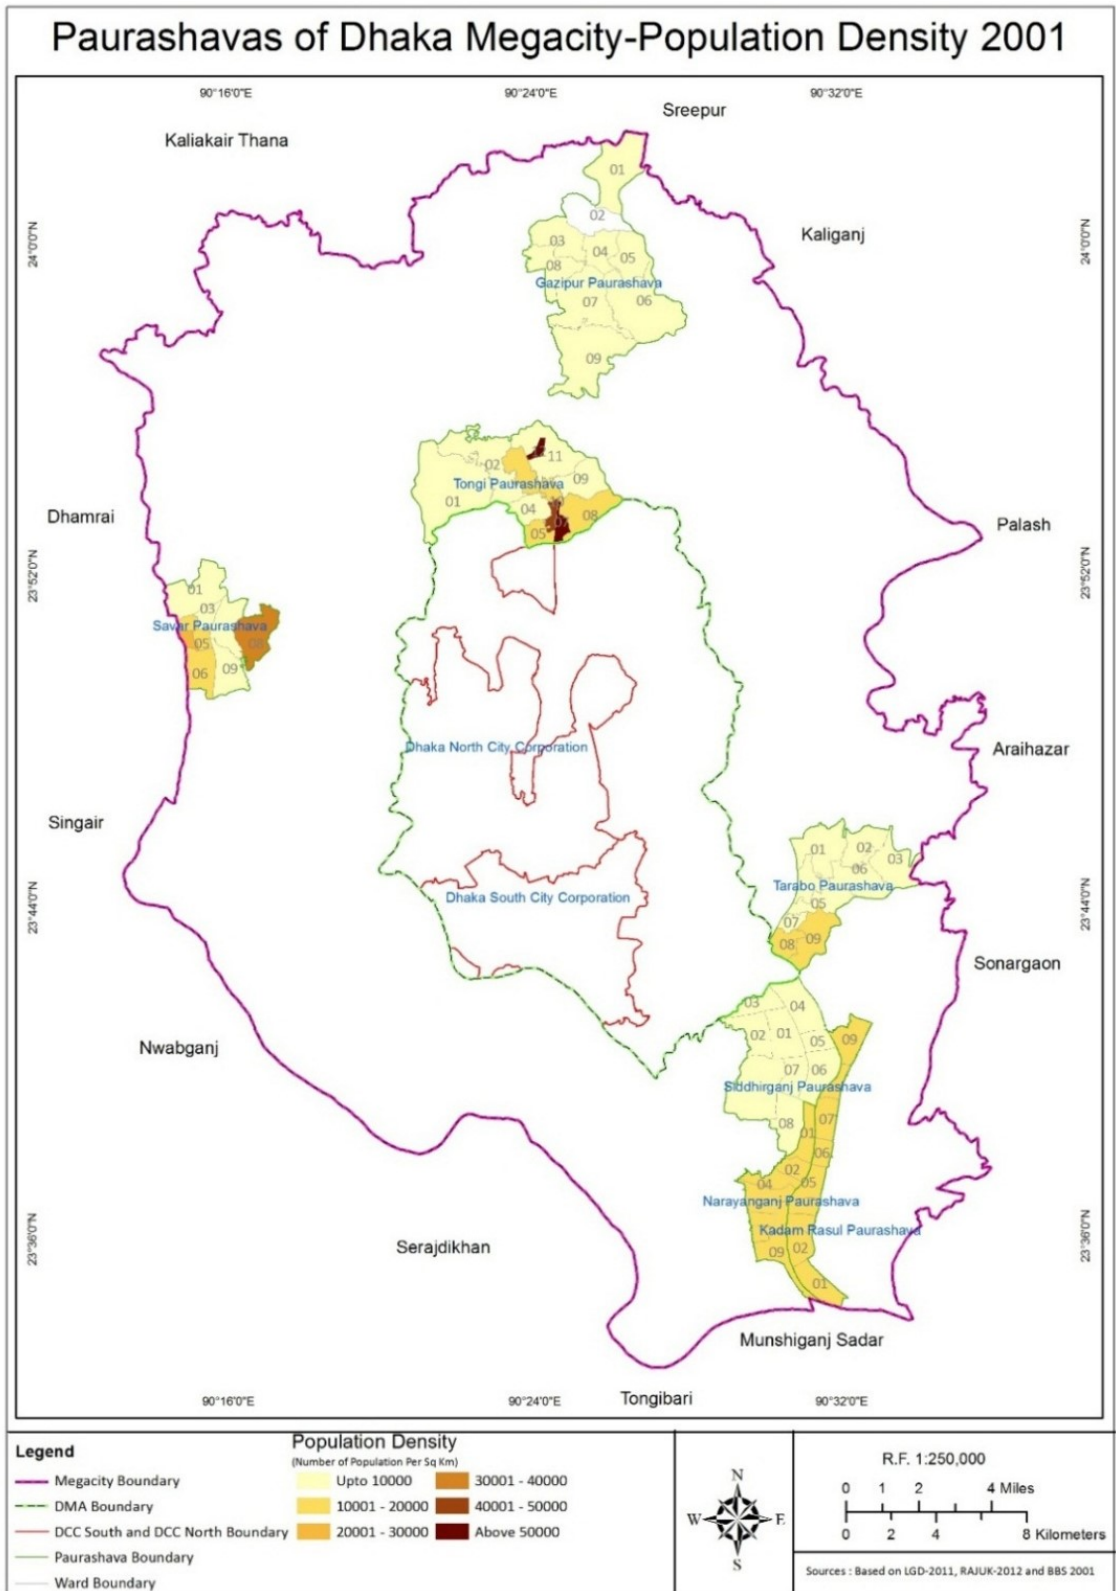 Paurashavas of Dhaka Megacity-Population Density 2001
90°16'0"E 90°24'0"E 90°32'0"E
Sreepur
Kaliakair Thana
01
02
Kaliganj
24°0'0"N 24°0'0"N
03 04 05
08
Gazipur Paurashava
07 06
09
11
02
09
Tongi Paurashava
01 04 08
05 07
Dhamrai
Palash
23°52'0"N 23°52'0"N
01
03
Savar Paurashava
05 08
06 09
Dhaka North City Corporation
Araihazar
Singair
01 02 03
06
Tarabo Paurashava
Dhaka South City Corporation
05
07
08 09
23°44'0"N 23°44'0"N
Sonargaon
03 04
02 01 05 09
Nwabganj
07 06
Siddhirganj Paurashava
08 01 07
06
02
04 05
Narayanganj Paurashava
Kadam Rasul Paurashava
09 02
01
23°36'0"N 23°36'0"N
Serajdikhan
Munshiganj Sadar
Tongibari
90°16'0"E 90°24'0"E 90°32'0"E
Legend
Megacity Boundary
DMA Boundary
DCC South and DCC North Boundary
Paurashava Boundary
Ward Boundary
Population Density
(Number of Population Per Sq Km)
Upto 10000 30001 - 40000
10001 - 20000 40001 - 50000
20001 - 30000 Above 50000
N
W E
S
R.F. 1:250,000
0 1 2 4 Miles
0 2 4 8 Kilometers
Sources : Based on LGD-2011, RAJUK-2012 and BBS 2001